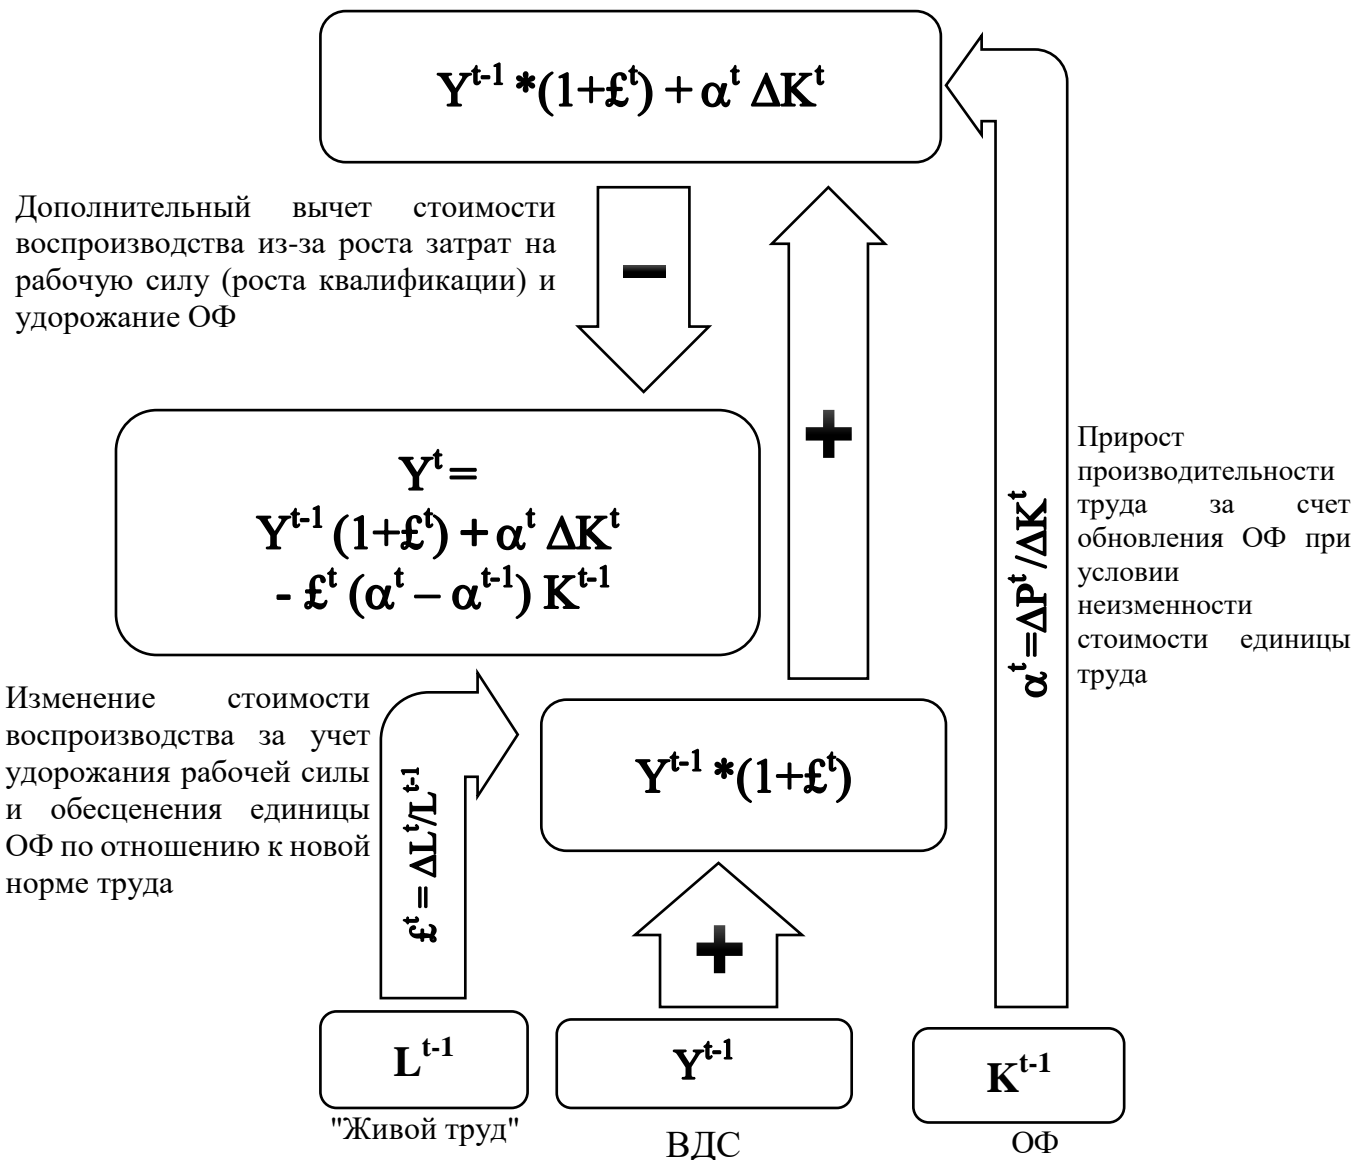 Y^{t-1} *(1+£^t) + α^t ΔK^t
Дополнительный вычет стоимости
воспроизводства из-за роста затрат на
рабочую силу (роста квалификации) и
удорожание ОФ
−
+
Y^t =
Y^{t-1} (1+£^t) + α^t ΔK^t
- £^t (α^t – α^{t-1}) K^{t-1}
α^t=ΔP^t/ΔK^t
Прирост
производительности
труда за счет
обновления ОФ при
условии
неизменности
стоимости единицы
труда
Изменение стоимости
воспроизводства за учет
удорожания рабочей силы
и обесценения единицы
ОФ по отношению к новой
норме труда
£^t= ΔL^t/L^{t-1}
Y^{t-1} *(1+£^t)
+
L^{t-1}
Y^{t-1}
K^{t-1}
"Живой труд"
ВДС
ОФ